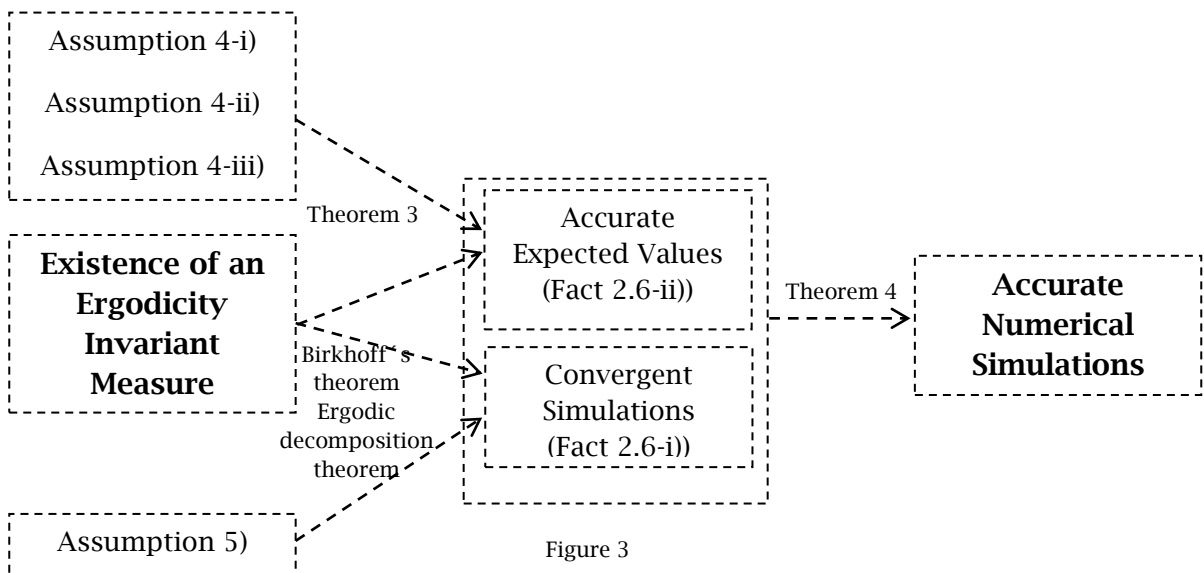 Assumption 4-i)
Assumption 4-ii)
Assumption 4-iii)
Theorem 3
Existence of an
Ergodicity
Invariant
Measure
Birkhoff´s
theorem
Ergodic
decomposition
theorem
Assumption 5)
Accurate
Expected Values
(Fact 2.6-ii))
Convergent
Simulations
(Fact 2.6-i))
Theorem 4
Accurate
Numerical
Simulations
Figure 3